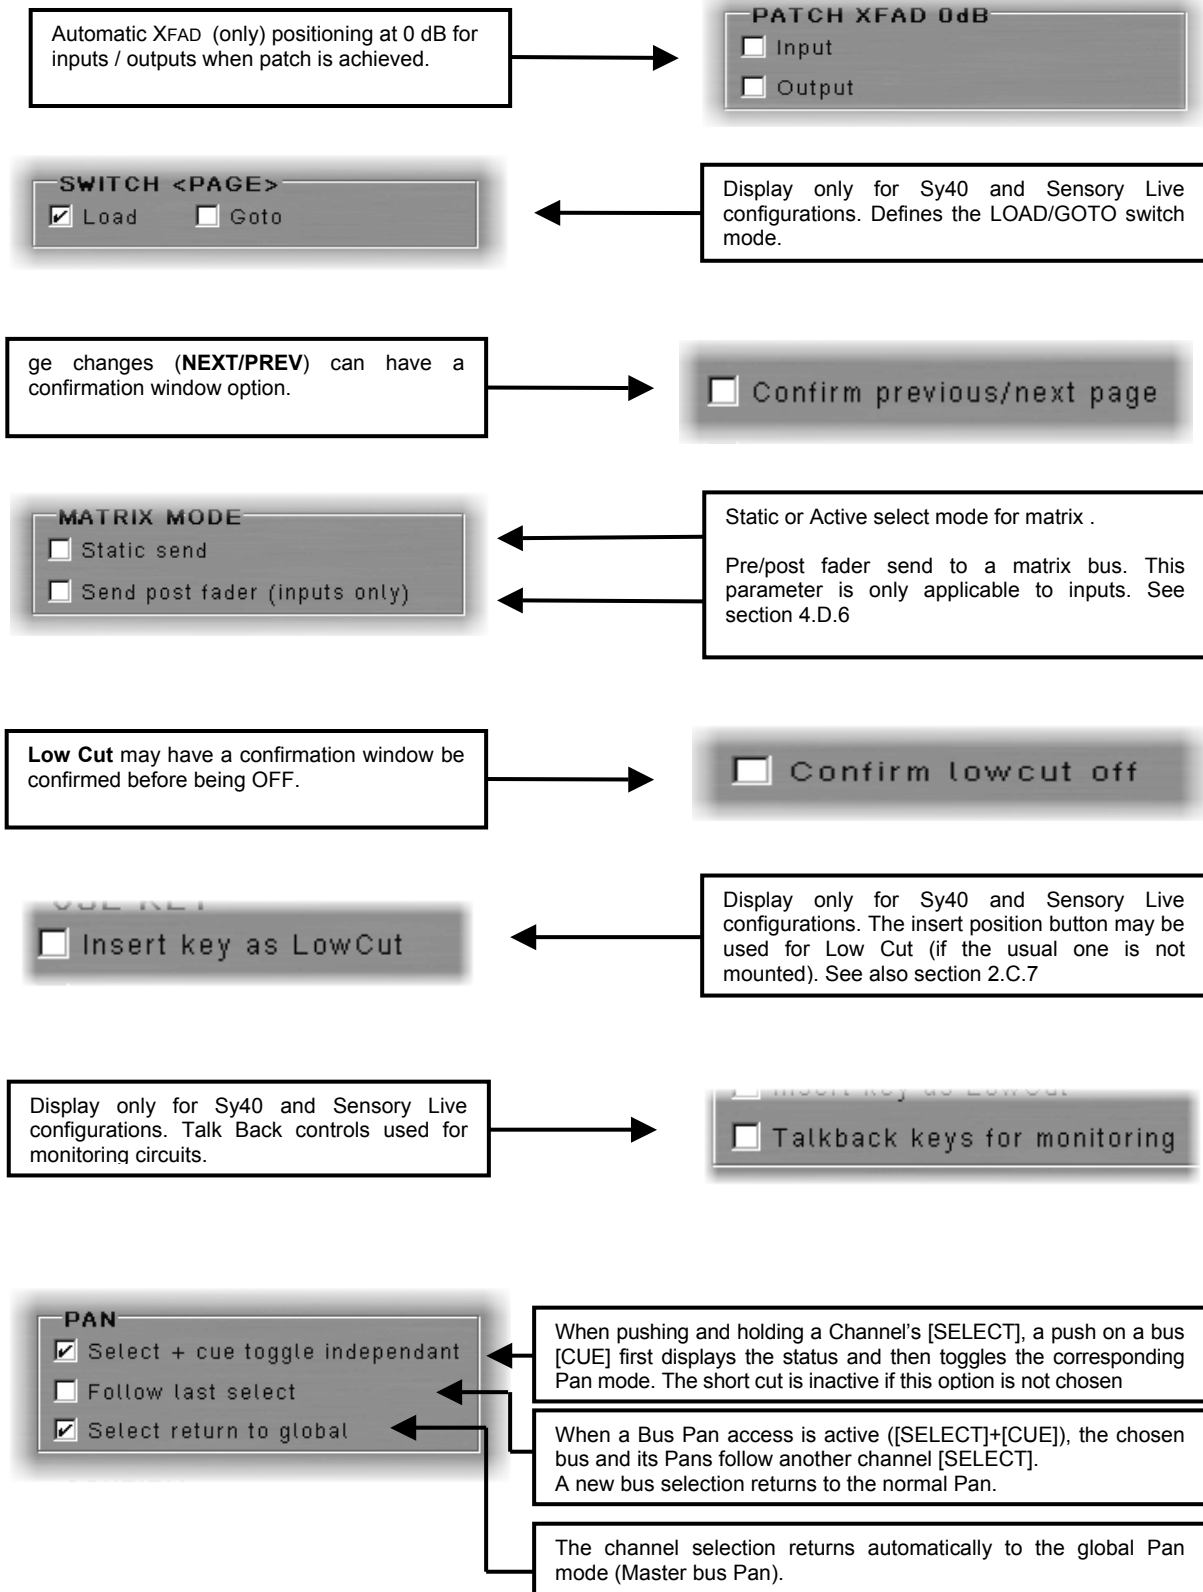 Automatic XFAD (only) positioning at 0 dB for
inputs / outputs when patch is achieved.
PATCH XFAD 0dB
Input
Output
SWITCH <PAGE>
Load Goto
Display only for Sy40 and Sensory Live
configurations. Defines the LOAD/GOTO switch
mode.
ge changes (NEXT/PREV) can have a
confirmation window option.
Confirm previous/next page
MATRIX MODE
Static send
Send post fader (inputs only)
Static or Active select mode for matrix .
Pre/post fader send to a matrix bus. This
parameter is only applicable to inputs. See
section 4.D.6
Low Cut may have a confirmation window be
confirmed before being OFF.
Confirm lowcut off
Insert key as LowCut
Display only for Sy40 and Sensory Live
configurations. The insert position button may be
used for Low Cut (if the usual one is not
mounted). See also section 2.C.7
Display only for Sy40 and Sensory Live
configurations. Talk Back controls used for
monitoring circuits.
Insert key as LowCut
Talkback keys for monitoring
PAN
Select + cue toggle independant
Follow last select
Select return to global
When pushing and holding a Channel's [SELECT], a push on a bus
[CUE] first displays the status and then toggles the corresponding
Pan mode. The short cut is inactive if this option is not chosen
When a Bus Pan access is active ([SELECT]+[CUE]), the chosen
bus and its Pans follow another channel [SELECT].
A new bus selection returns to the normal Pan.
The channel selection returns automatically to the global Pan
mode (Master bus Pan).